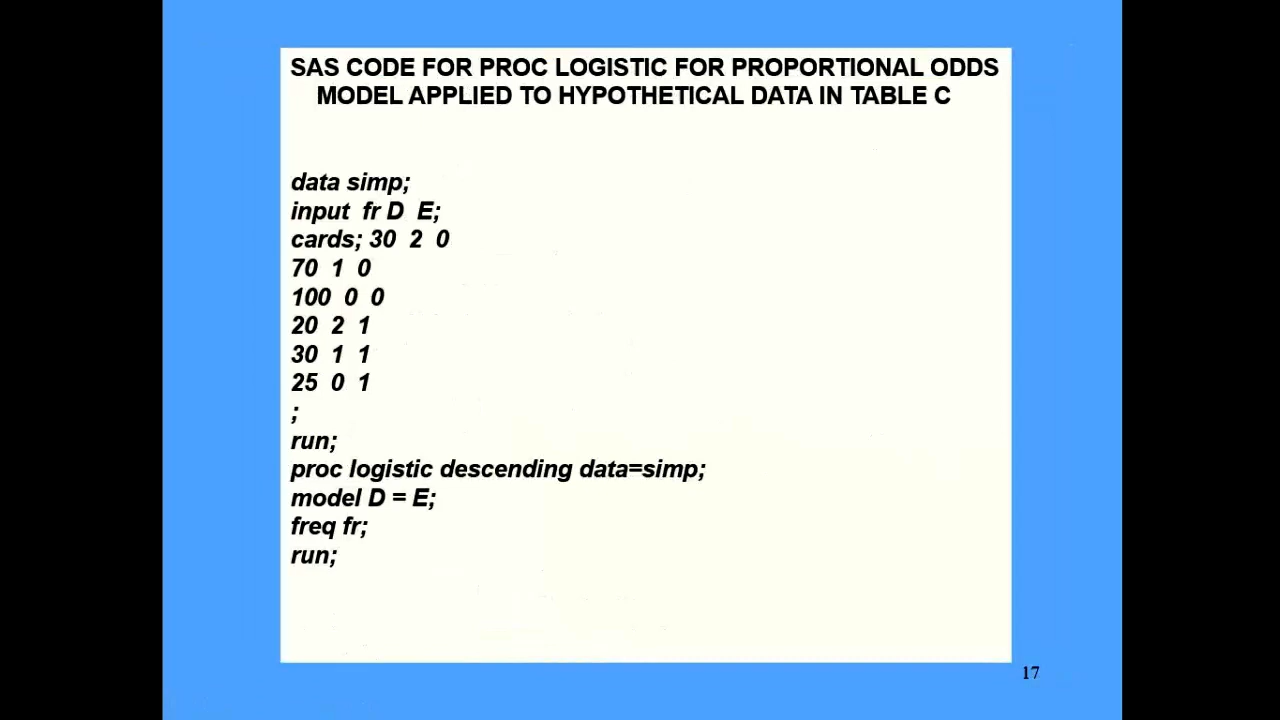 SAS CODE FOR PROC LOGISTIC FOR PROPORTIONAL ODDS
MODEL APPLIED TO HYPOTHETICAL DATA IN TABLE C
data simp;
input fr D E;
cards; 30 2 0
70 1 0
100 0 0
20 2 1
30 1 1
25 0 1
;
run;
proc logistic descending data=simp;
model D = E;
freq fr;
run;
17